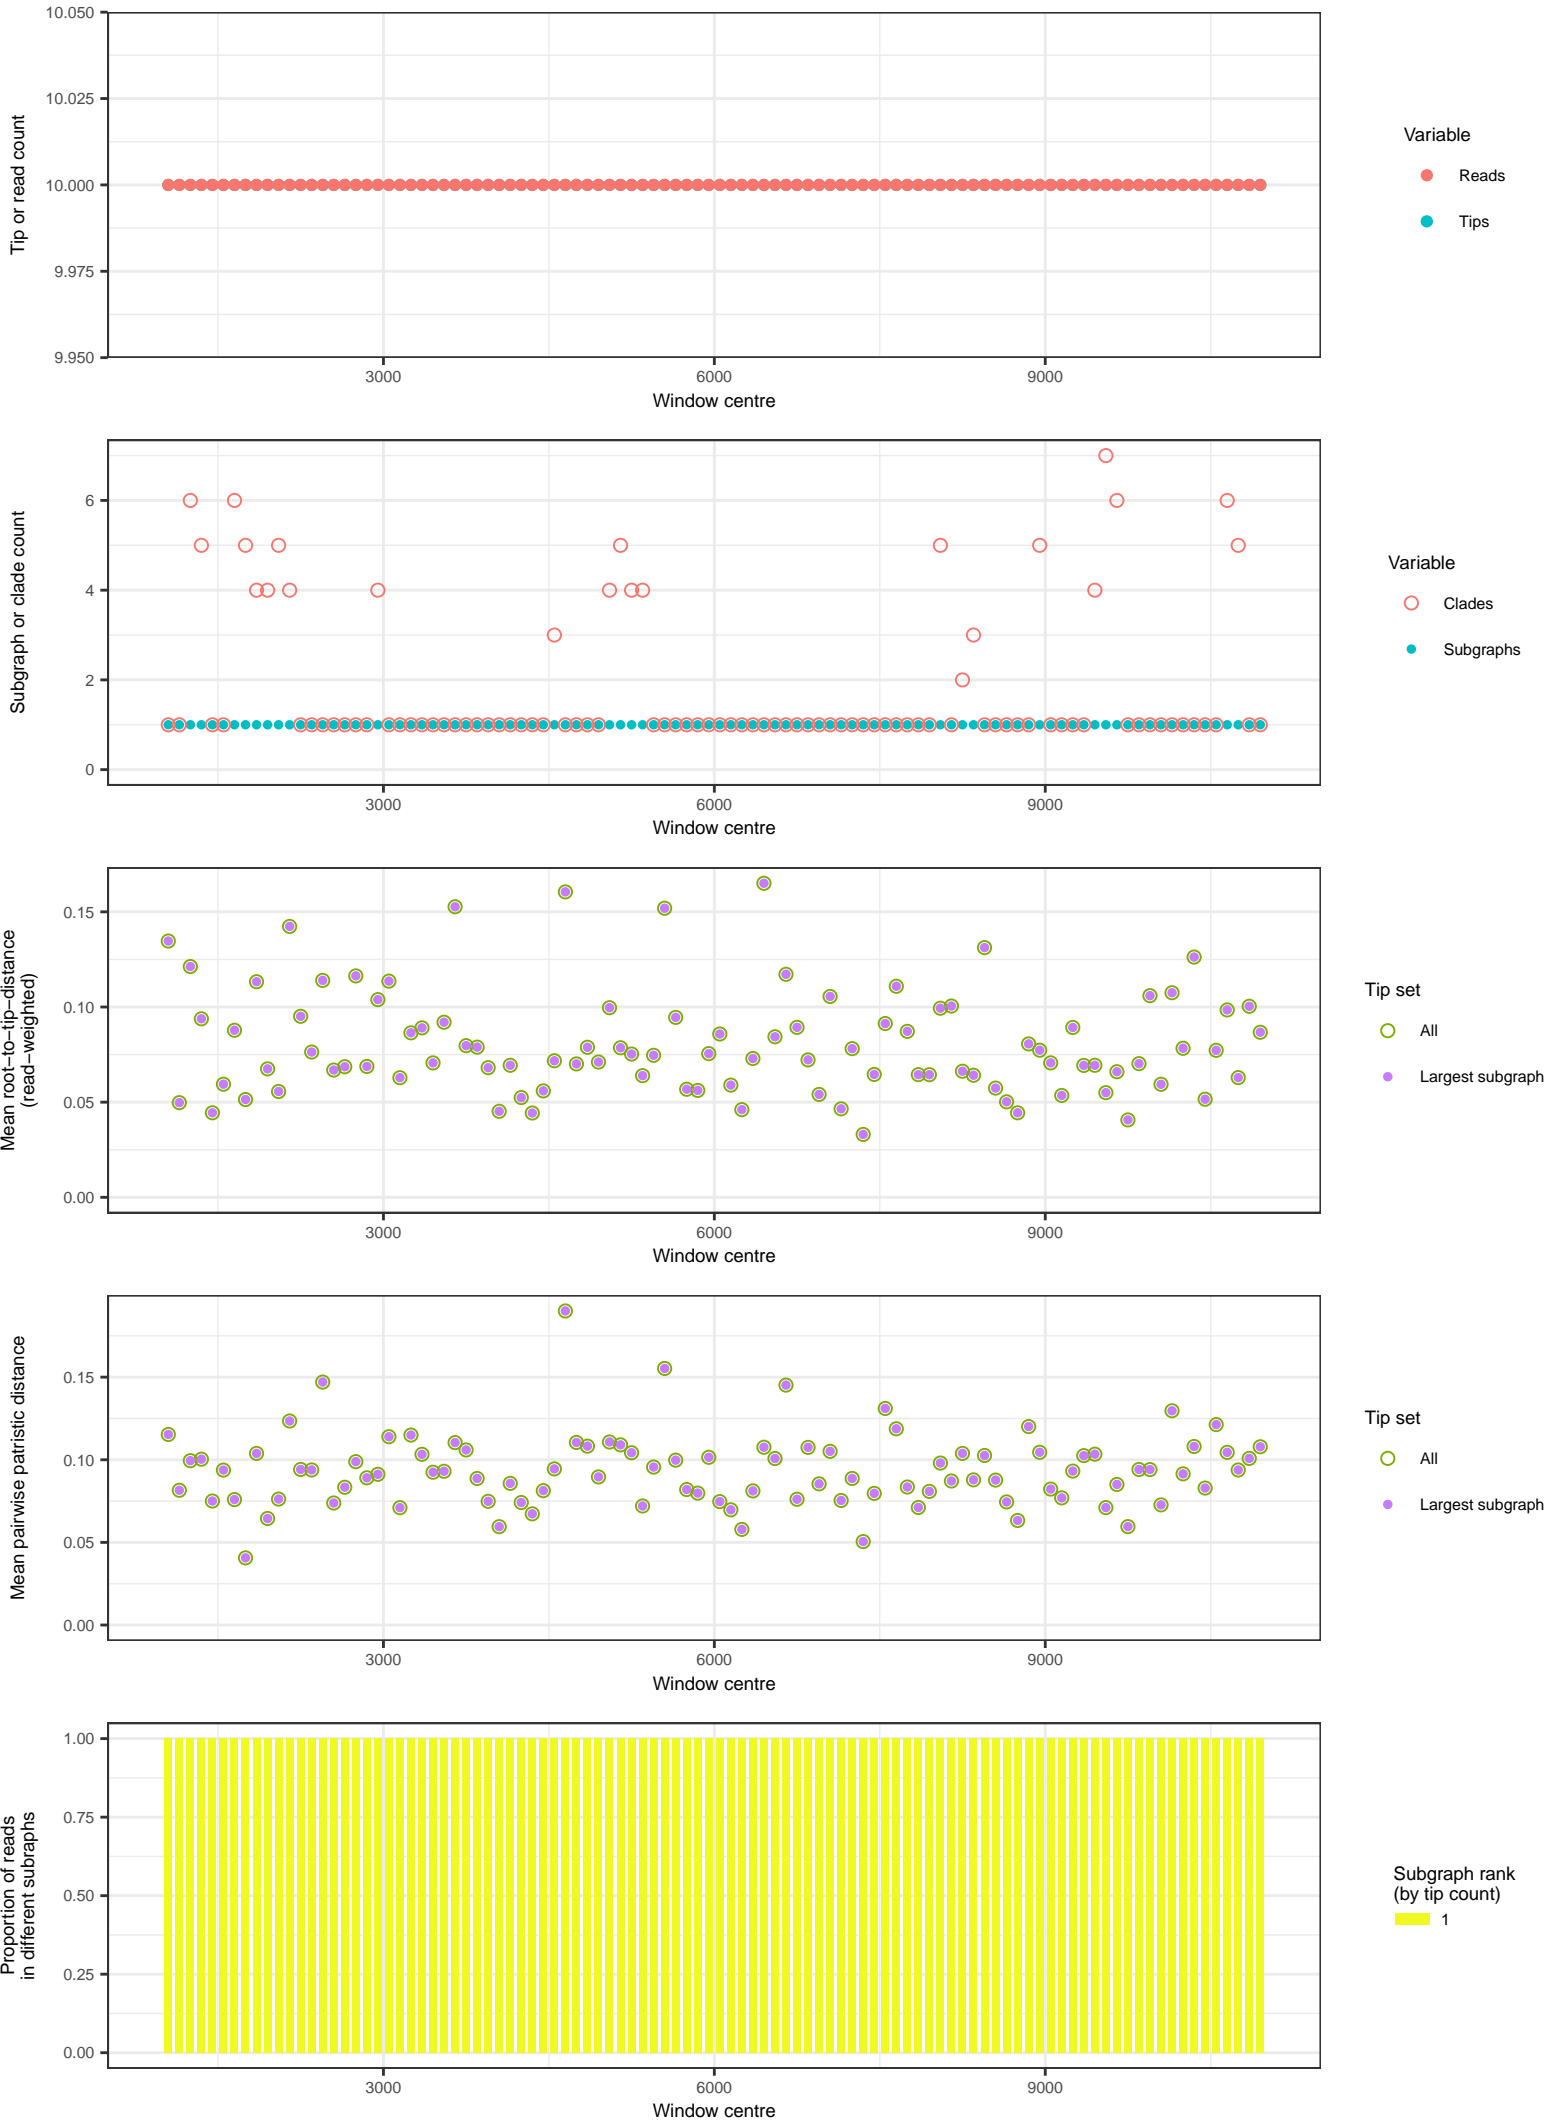 10.050
10.025
10.000
9.975
9.950
Tip or read count
3000
6000
9000
Window centre
Variable
Reads
Tips
6
4
2
0
Subgraph or clade count
3000
6000
9000
Window centre
Variable
Clades
Subgraphs
0.15
0.10
0.05
0.00
Mean root−to−tip−distance
(read−weighted)
3000
6000
9000
Window centre
Tip set
All
Largest subgraph
0.15
0.10
0.05
0.00
Mean pairwise patristic distance
3000
6000
9000
Window centre
Tip set
All
Largest subgraph
1.00
0.75
0.50
0.25
0.00
Proportion of reads
in different subraphs
3000
6000
9000
Window centre
Subgraph rank
(by tip count)
1